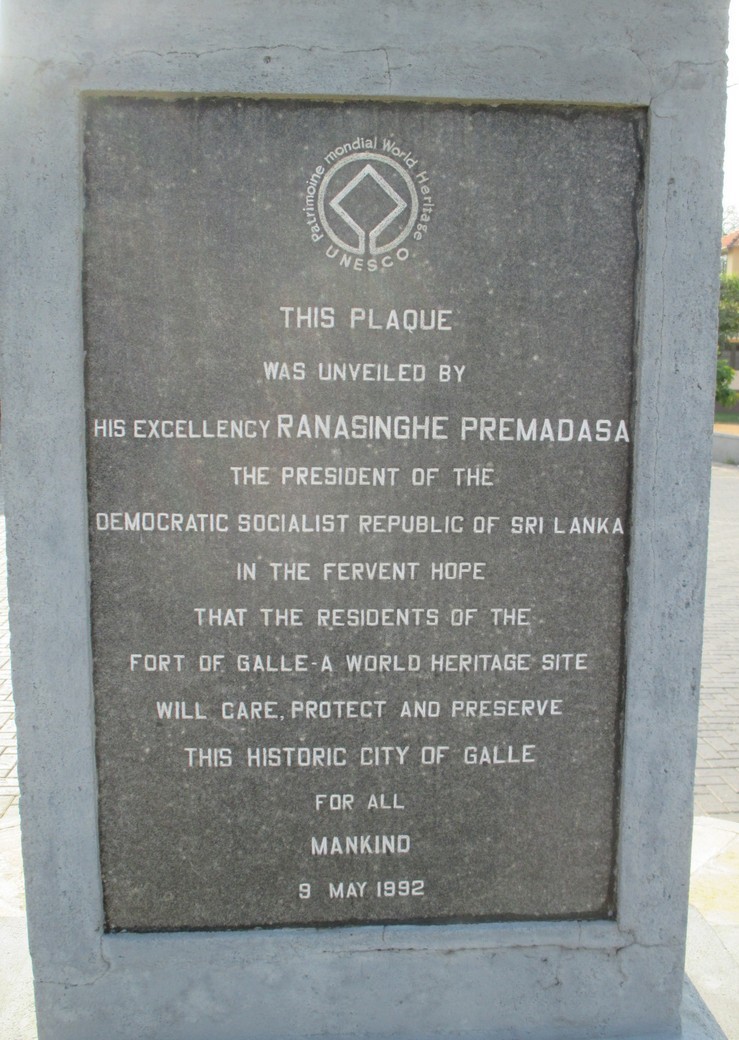 Patrimoine mondial World Heritage
UNESCO
THIS PLAQUE
WAS UNVEILED BY
HIS EXCELLENCY RANASINGHE PREMADASA
THE PRESIDENT OF THE
DEMOCRATIC SOCIALIST REPUBLIC OF SRI LANKA
IN THE FERVENT HOPE
THAT THE RESIDENTS OF THE
FORT OF GALLE-A WORLD HERITAGE SITE
WILL CARE, PROTECT AND PRESERVE
THIS HISTORIC CITY OF GALLE
FOR ALL
MANKIND
9 MAY 1992